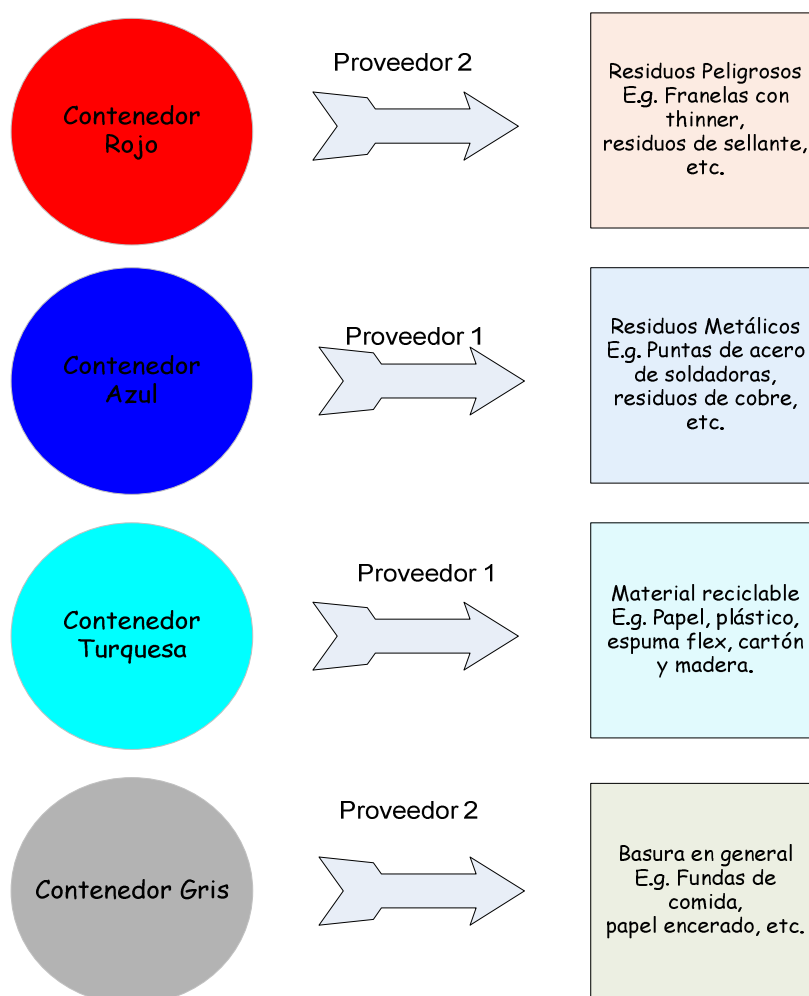 Contenedor
Rojo
Proveedor 2
Residuos Peligrosos
E.g. Franelas con
thinner,
residuos de sellante,
etc.
Contenedor
Azul
Proveedor 1
Residuos Metálicos
E.g. Puntas de acero
de soldadoras,
residuos de cobre,
etc.
Contenedor
Turquesa
Proveedor 1
Material reciclable
E.g. Papel, plástico,
espuma flex, cartón
y madera.
Contenedor Gris
Proveedor 2
Basura en general
E.g. Fundas de
comida,
papel encerado, etc.